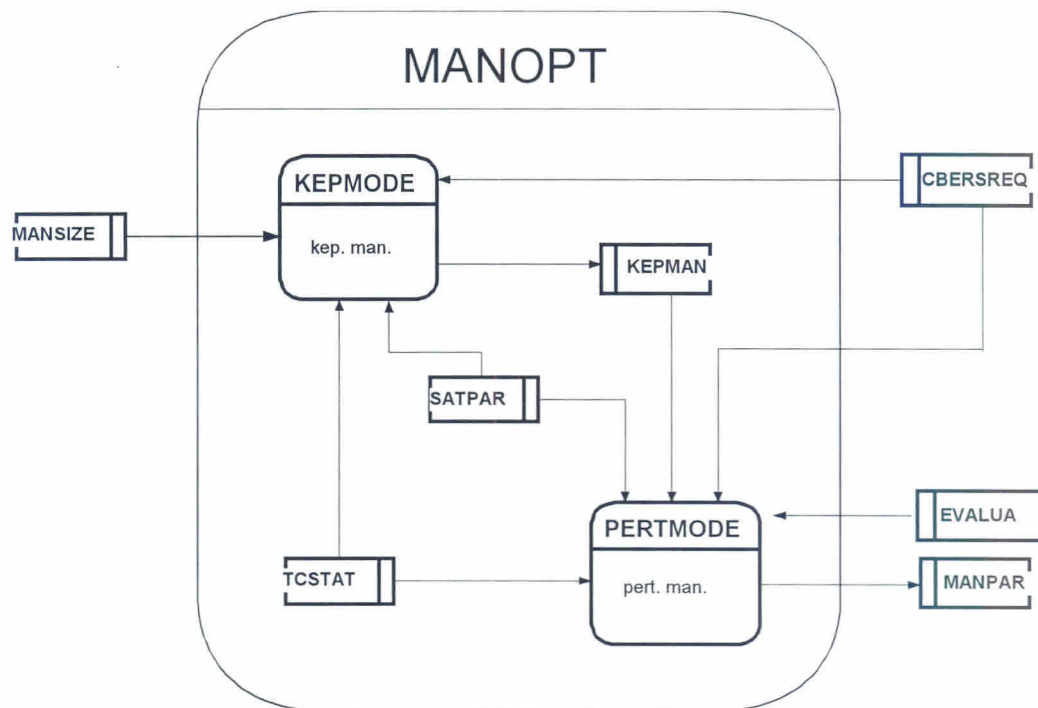 MANOPT
KEPMODE
CBERSREQ
MANSIZE
kep. man.
KEPMAN
SATPAR
PERTMODE
EVALUA
TCSTAT
pert. man.
MANPAR